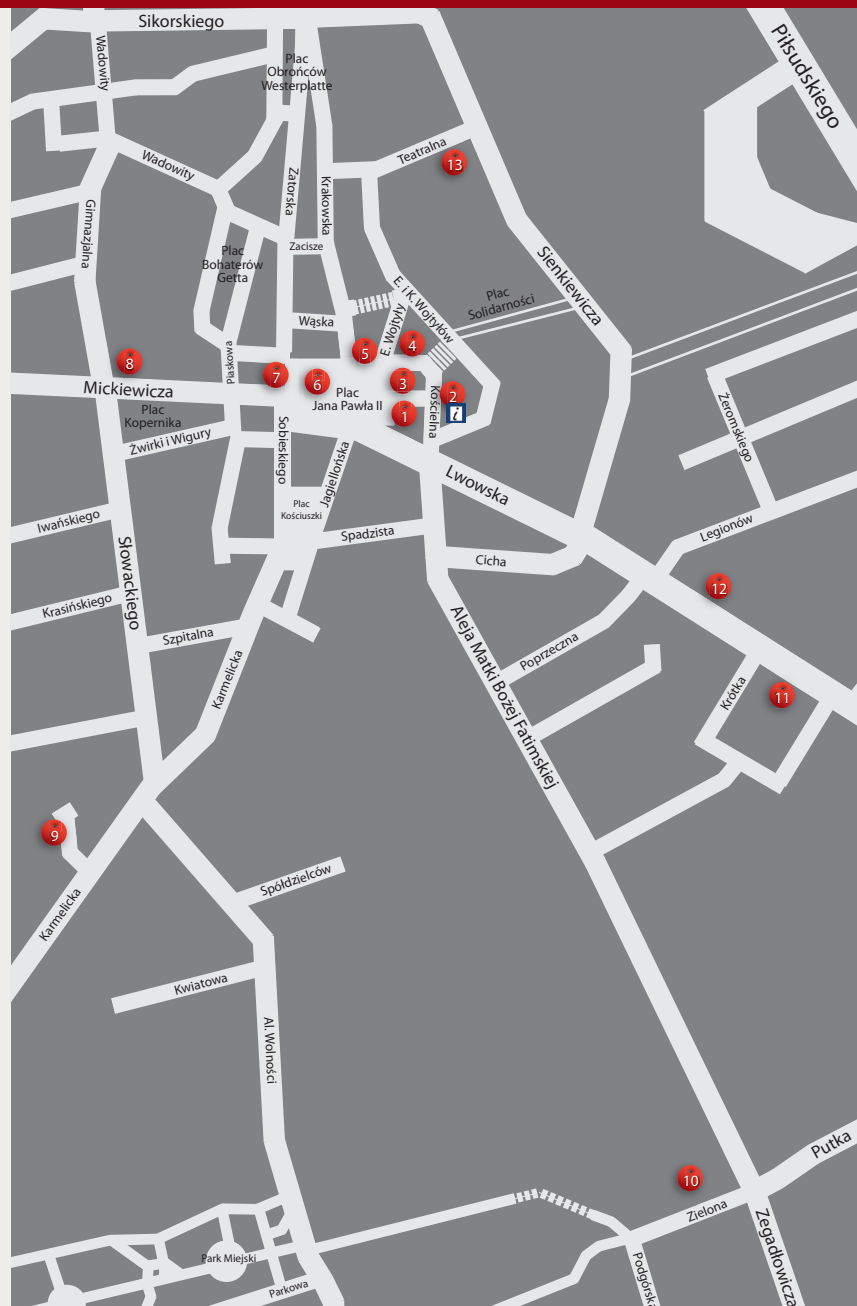 Sikorskiego
Wadowity
Piłsudskiego
Plac
Obrońców
Westerplatte
Teatralna
13
Wadowity
Zatorska
Krakowska
Gimnazjalna
Zacisze
Plac
Bohaterów
Getta
Sienkiewicza
E. i K. Wojtyłów
Plac
Solidarności
Wąska
E. Wojtyły
4
5
8
Piaskowa
7
6
3
Mickiewicza
Plac
Jana Pawła II
2
i
1
Kościelna
Plac
Kopernika
Żwirki i Wigury
Sobieskiego
Jagiellońska
Żeromskiego
Lwowska
Plac
Kościuszki
Iwańskiego
Spadzista
Legionów
Słowackiego
Cicha
12
Krasińskiego
Szpitalna
Karmelicka
Aleja Matki Bożej Fatimskiej
Poprzeczna
Krótka
11
9
Karmelicka
Spółdzielców
Kwiatowa
Al. Wolności
Putka
10
Zielona
Zegadłowicza
Park Miejski
Podgórska
Parkowa